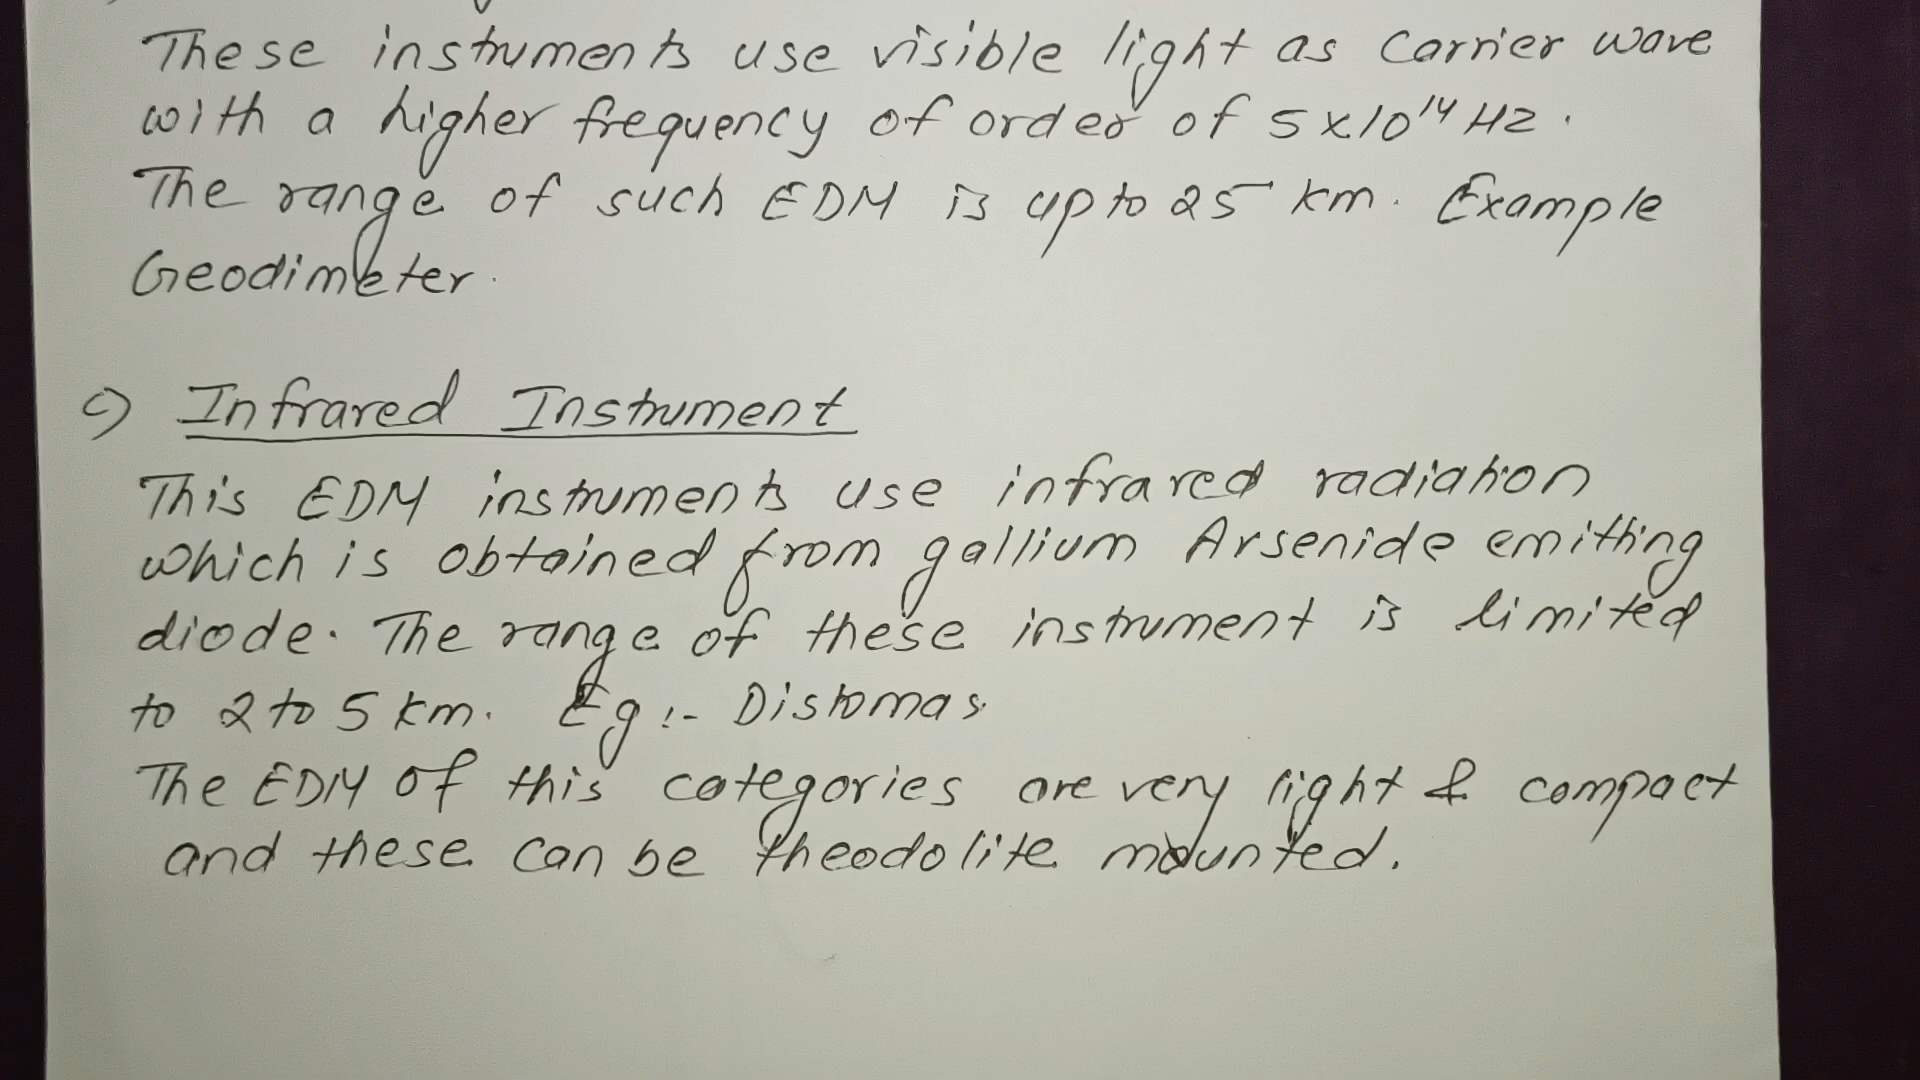 These instruments use visible light as carrier wave
with a higher frequency of order of 5x10¹⁴ Hz.
The range of such EDM is upto 25 km. Example
Geodimeter.
c) Infrared Instrument
This EDM instruments use infrared radiation
which is obtained from gallium Arsenide emitting
diode. The range of these instrument is limited
to 2 to 5 km. Eg :- Distomas
The EDM of this categories are very light & compact
and these can be theodolite mounted.